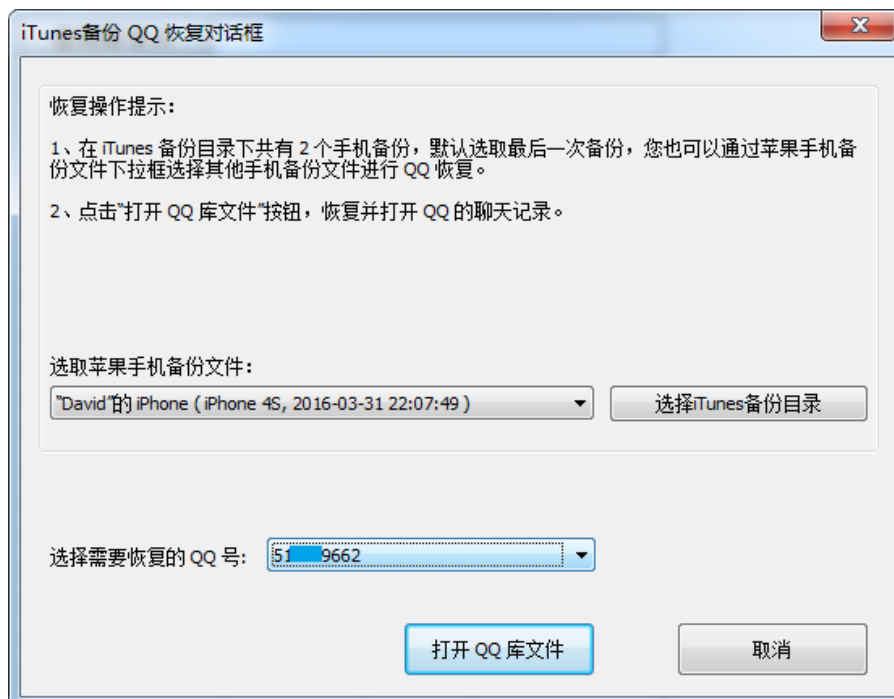 iTunes备份 QQ 恢复对话框
恢复操作提示：
1、在 iTunes 备份目录下共有 2 个手机备份，默认选取最后一次备份，您也可以通过苹果手机备
份文件下拉框选择其他手机备份文件进行 QQ 恢复。
2、点击"打开 QQ 库文件"按钮，恢复并打开 QQ 的聊天记录。
选取苹果手机备份文件：
"David"的 iPhone ( iPhone 4S, 2016-03-31 22:07:49 )
选择iTunes备份目录
选择需要恢复的 QQ 号：
51 9662
打开 QQ 库文件
取消